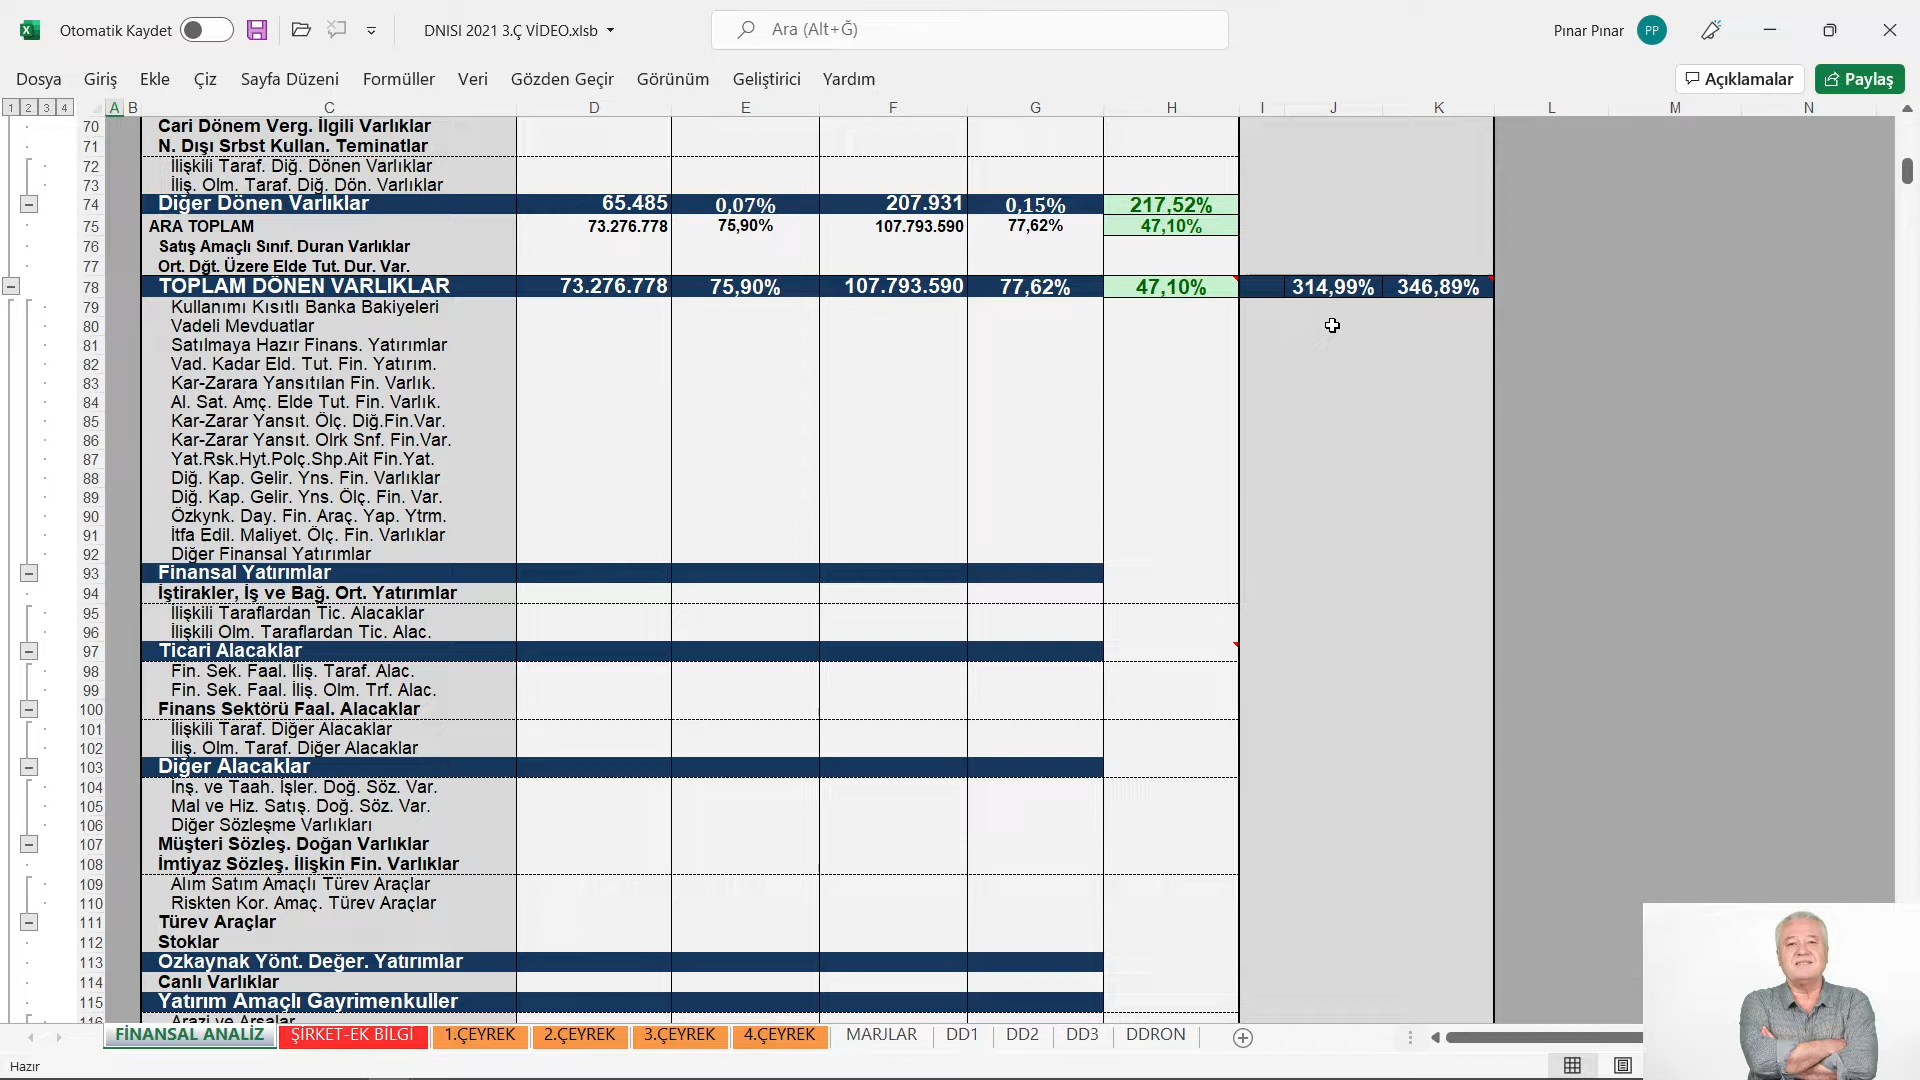 Otomatik Kaydet DNISI 2021 3.Ç VİDEO.xlsb Ara (Alt+Ğ) Pınar Pınar PP
Dosya Giriş Ekle Çiz Sayfa Düzeni Formüller Veri Gözden Geçir Görünüm Geliştirici Yardım Açıklamalar Paylaş
1 2 3 4 A B C D E F G H I J K L M N
70 Cari Dönem Verg. İlgili Varlıklar
71 N. Dışı Srbst Kullan. Teminatlar
72 İlişkili Taraf. Diğ. Dönen Varlıklar
73 İliş. Olm. Taraf. Diğ. Dön. Varlıklar
74 Diğer Dönen Varlıklar 65.485 0,07% 207.931 0,15% 217,52%
75 ARA TOPLAM 73.276.778 75,90% 107.793.590 77,62% 47,10%
76 Satış Amaçlı Sınıf. Duran Varlıklar
77 Ort. Dğt. Üzere Elde Tut. Dur. Var.
78 TOPLAM DÖNEN VARLIKLAR 73.276.778 75,90% 107.793.590 77,62% 47,10% 314,99% 346,89%
79 Kullanımı Kısıtlı Banka Bakiyeleri
80 Vadeli Mevduatlar
81 Satılmaya Hazır Finans. Yatırımlar
82 Vad. Kadar Eld. Tut. Fin. Yatırım.
83 Kar-Zarara Yansıtılan Fin. Varlık.
84 Al. Sat. Amç. Elde Tut. Fin. Varlık.
85 Kar-Zarar Yansıt. Ölç. Diğ.Fin.Var.
86 Kar-Zarar Yansıt. Olrk Snf. Fin.Var.
87 Yat.Rsk.Hyt.Polç.Shp.Ait Fin.Yat.
88 Diğ. Kap. Gelir. Yns. Fin. Varlıklar
89 Diğ. Kap. Gelir. Yns. Ölç. Fin. Var.
90 Özkynk. Day. Fin. Araç. Yap. Ytrm.
91 İtfa Edil. Maliyet. Ölç. Fin. Varlıklar
92 Diğer Finansal Yatırımlar
93 Finansal Yatırımlar
94 İştirakler, İş ve Bağ. Ort. Yatırımlar
95 İlişkili Taraflardan Tic. Alacaklar
96 İlişkili Olm. Taraflardan Tic. Alac.
97 Ticari Alacaklar
98 Fin. Sek. Faal. İliş. Taraf. Alac.
99 Fin. Sek. Faal. İliş. Olm. Trf. Alac.
100 Finans Sektörü Faal. Alacaklar
101 İlişkili Taraf. Diğer Alacaklar
102 İliş. Olm. Taraf. Diğer Alacaklar
103 Diğer Alacaklar
104 İnş. ve Taah. İşler. Doğ. Söz. Var.
105 Mal ve Hiz. Satış. Doğ. Söz. Var.
106 Diğer Sözleşme Varlıkları
107 Müşteri Sözleş. Doğan Varlıklar
108 İmtiyaz Sözleş. İlişkin Fin. Varlıklar
109 Alım Satım Amaçlı Türev Araçlar
110 Riskten Kor. Amaç. Türev Araçlar
111 Türev Araçlar
112 Stoklar
113 Özkaynak Yönt. Değer. Yatırımlar
114 Canlı Varlıklar
115 Yatırım Amaçlı Gayrimenkuller
116 Arazi ve Arsalar
FİNANSAL ANALİZ ŞİRKET-EK BİLGİ 1.ÇEYREK 2.ÇEYREK 3.ÇEYREK 4.ÇEYREK MARJLAR DD1 DD2 DD3 DDRON
Hazır